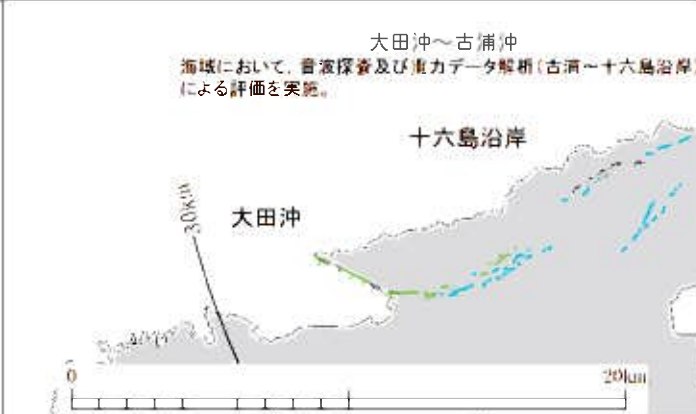 大田沖～古浦沖
海域において、音波探査及び重力データ解析(古浦～十六島沿岸)
による評価を実施。
十六島沿岸
大田沖
30km
0
20km